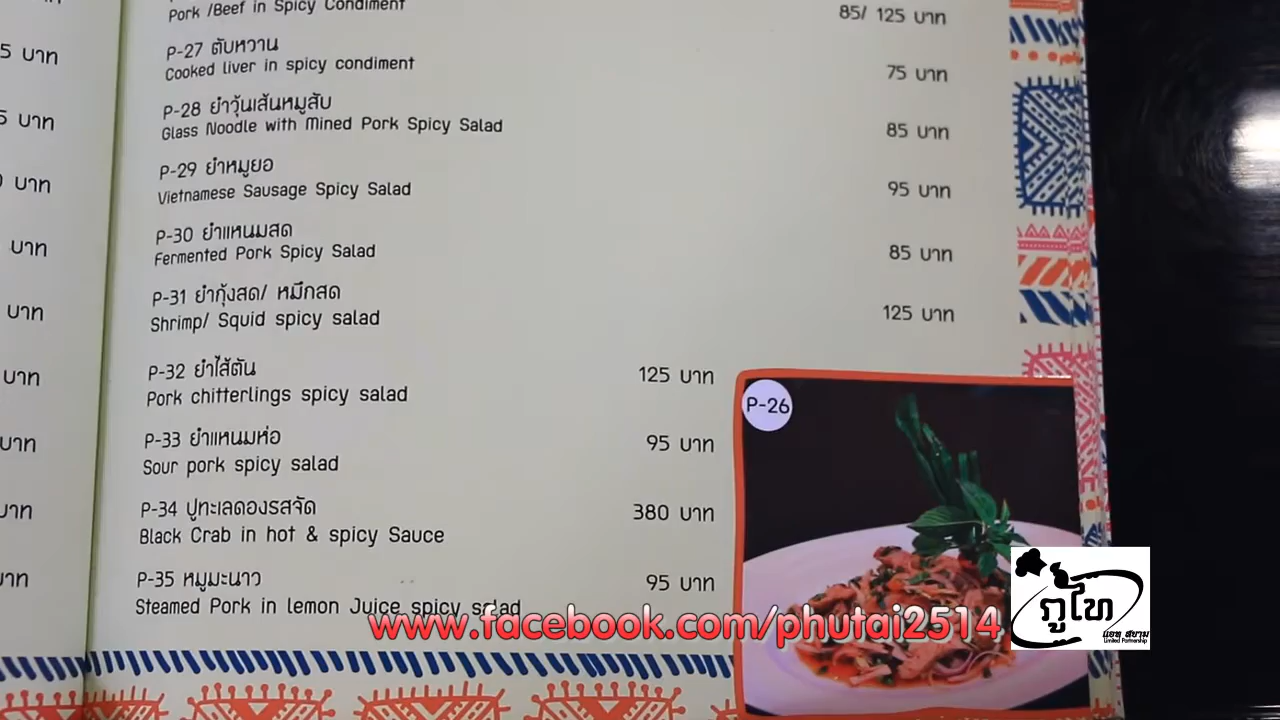 Pork /Beef in Spicy Condiment 85/ 125 บาท
P-27 ตับหวาน
Cooked liver in spicy condiment 75 บาท
P-28 ยำวุ้นเส้นหมูสับ
Glass Noodle with Mined Pork Spicy Salad 85 บาท
P-29 ยำหมูยอ
Vietnamese Sausage Spicy Salad 95 บาท
P-30 ยำแหนมสด
Fermented Pork Spicy Salad 85 บาท
P-31 ยำกุ้งสด/ หมึกสด
Shrimp/ Squid spicy salad 125 บาท
P-32 ยำไส้ตัน 125 บาท
Pork chitterlings spicy salad
P-33 ยำแหนมห่อ 95 บาท
Sour pork spicy salad
P-34 ปูทะเลดองรสจัด 380 บาท
Black Crab in hot & spicy Sauce
P-35 หมูมะนาว 95 บาท
Steamed Pork in lemon Juice spicy salad
5 บาท
5 บาท
บาท
บาท
บาท
บาท
บาท
P-26
www.facebook.com/phutai2514
ภูไท
แอท สยาม
Limited Partnership